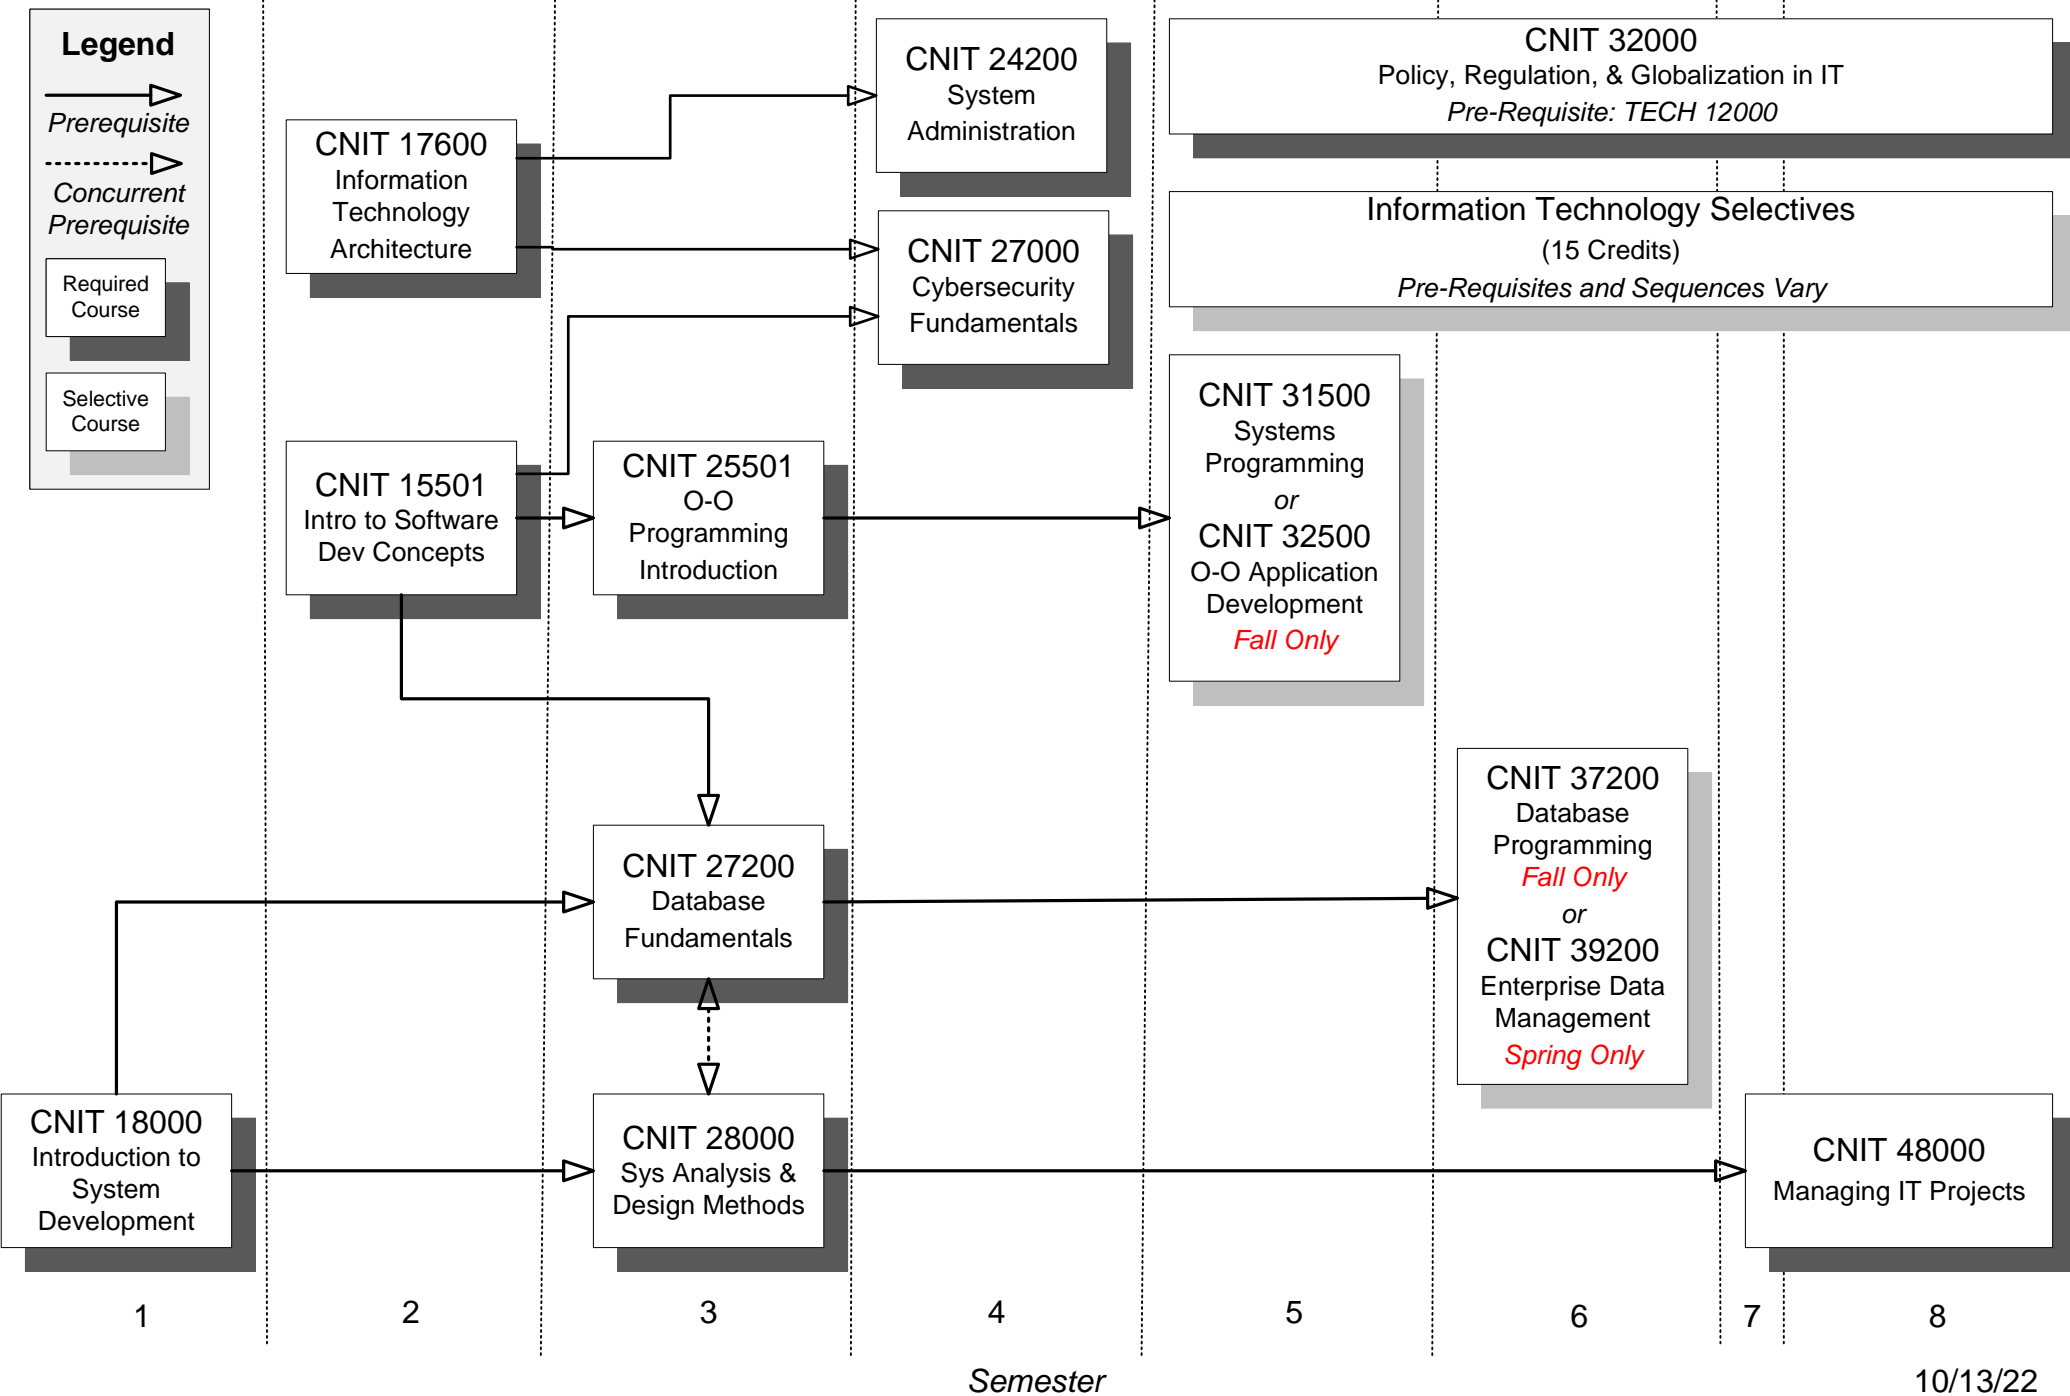 Legend
Prerequisite
Concurrent
Prerequisite
Required
Course
Selective
Course
CNIT 17600
Information
Technology
Architecture
CNIT 24200
System
Administration
CNIT 32000
Policy, Regulation, & Globalization in IT
Pre-Requisite: TECH 12000
Information Technology Selectives
(15 Credits)
Pre-Requisites and Sequences Vary
CNIT 27000
Cybersecurity
Fundamentals
CNIT 15501
Intro to Software
Dev Concepts
CNIT 25501
O-O
Programming
Introduction
CNIT 31500
Systems
Programming
or
CNIT 32500
O-O Application
Development
Fall Only
CNIT 27200
Database
Fundamentals
CNIT 37200
Database
Programming
Fall Only
or
CNIT 39200
Enterprise Data
Management
Spring Only
CNIT 18000
Introduction to
System
Development
CNIT 28000
Sys Analysis &
Design Methods
CNIT 48000
Managing IT Projects
1 2 3 4 5 6 7 8
Semester
10/13/22